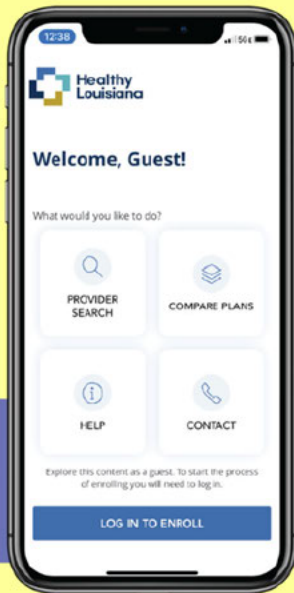 12:38
5G
Healthy
Louisiana
Welcome, Guest!
What would you like to do?
PROVIDER
SEARCH
COMPARE PLANS
HELP
CONTACT
Explore this content as a guest. To start the process
of enrolling you will need to log in.
LOG IN TO ENROLL